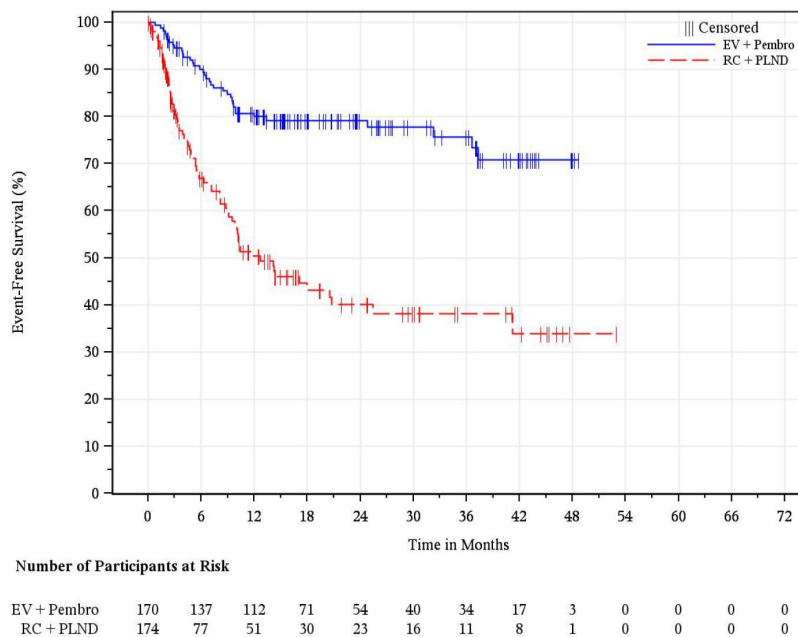 ||| Censored
EV + Pembro
RC + PLND
Event-Free Survival (%)
100
90
80
70
60
50
40
30
20
10
0
0 6 12 18 24 30 36 42 48 54 60 66 72
Time in Months
Number of Participants at Risk
EV + Pembro 170 137 112 71 54 40 34 17 3 0 0 0 0
RC + PLND 174 77 51 30 23 16 11 8 1 0 0 0 0